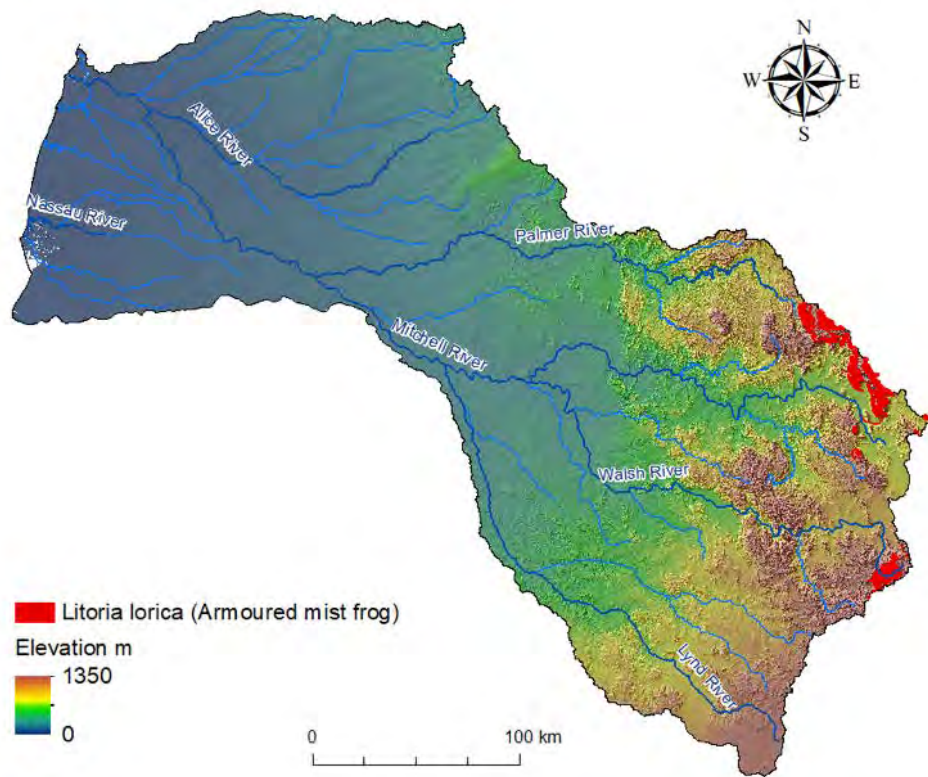 N
W E
S
Alice River
Nassau River
Palmer River
Mitchell River
Walsh River
Lynd River
Litoria lorica (Armoured mist frog)
Elevation m
1350
0
0 100 km